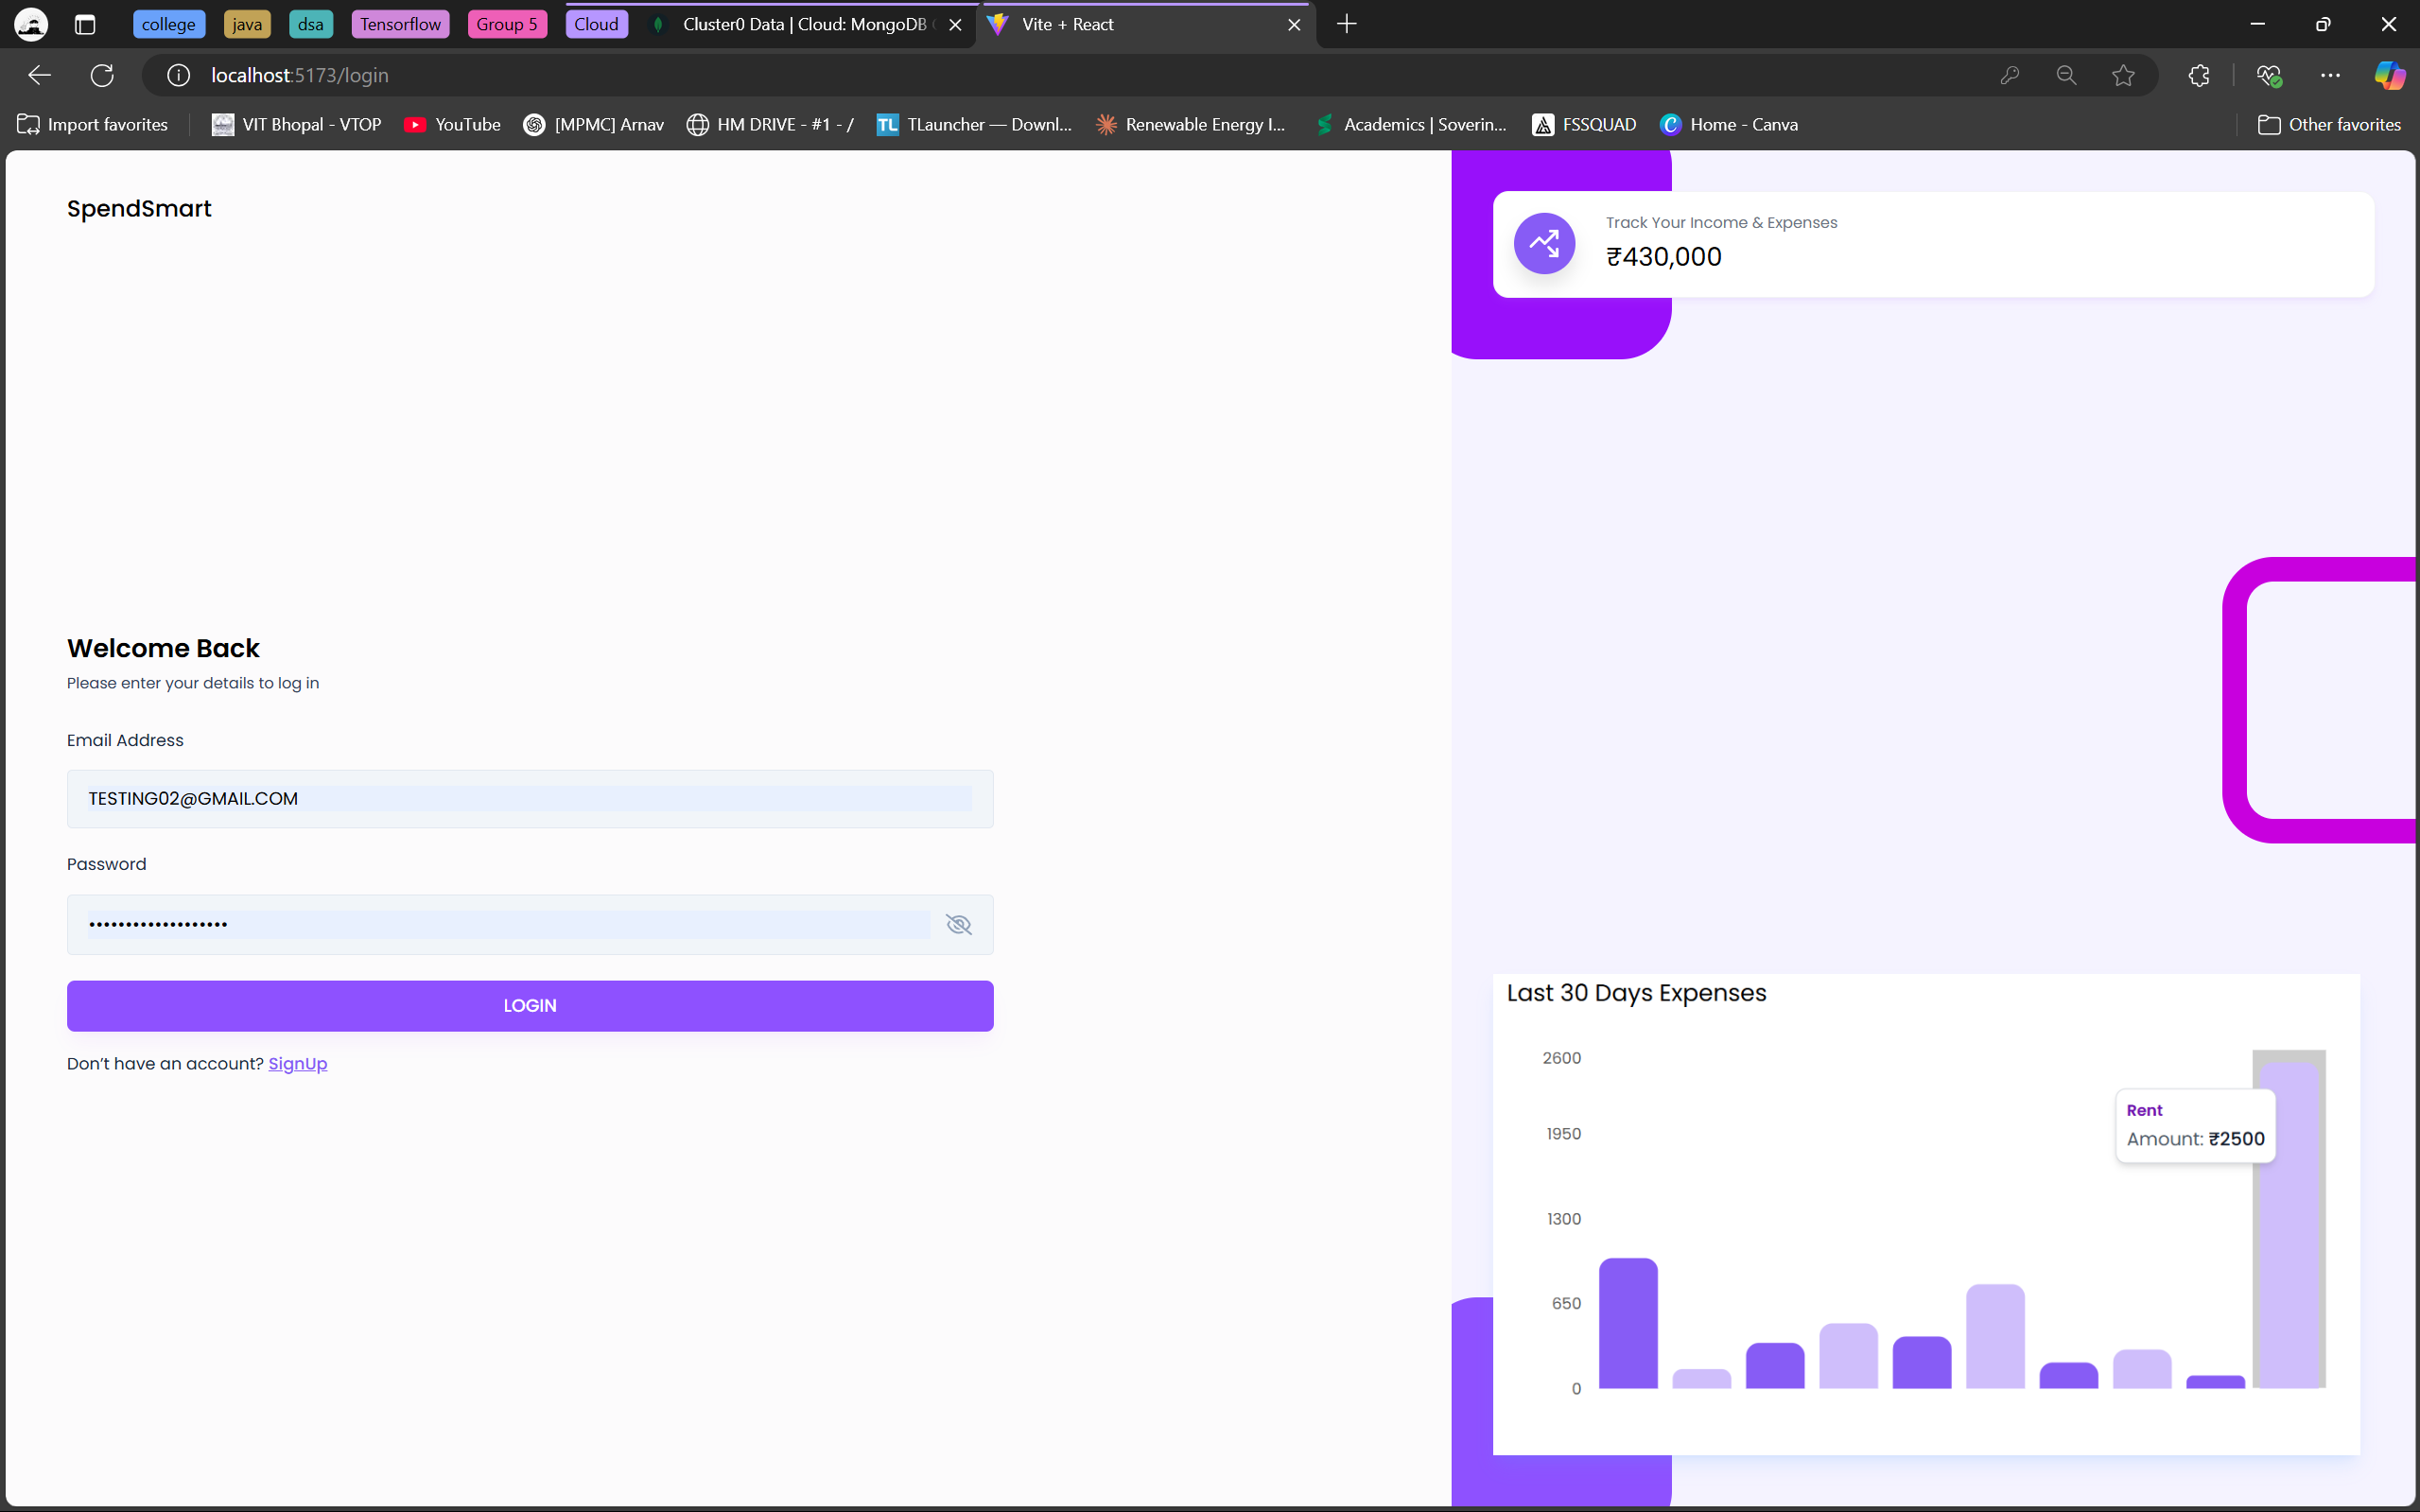 college
java
dsa
Tensorflow
Group 5
Cloud
Cluster0 Data | Cloud: MongoDB
Vite + React
localhost:5173/login
Import favorites
VIT Bhopal - VTOP
YouTube
[MPMC] Arnav
HM DRIVE - #1 - /
TL
TLauncher — Downl...
Renewable Energy I...
Academics | Soverin...
FSSQUAD
C
Home - Canva
Other favorites
SpendSmart
Welcome Back
Please enter your details to log in
Email Address
TESTING02@GMAIL.COM
Password
•••••••••••••••••••
LOGIN
Don't have an account? SignUp
Track Your Income & Expenses
₹430,000
Last 30 Days Expenses
2600
1950
1300
650
0
Rent
Amount: ₹2500